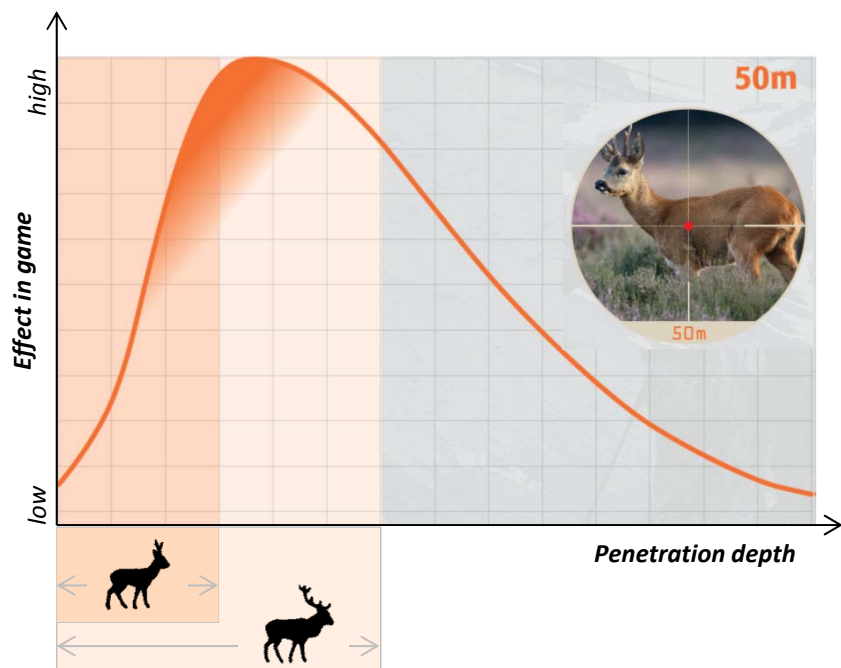 high
50m
Effect in game
50m
low
Penetration depth